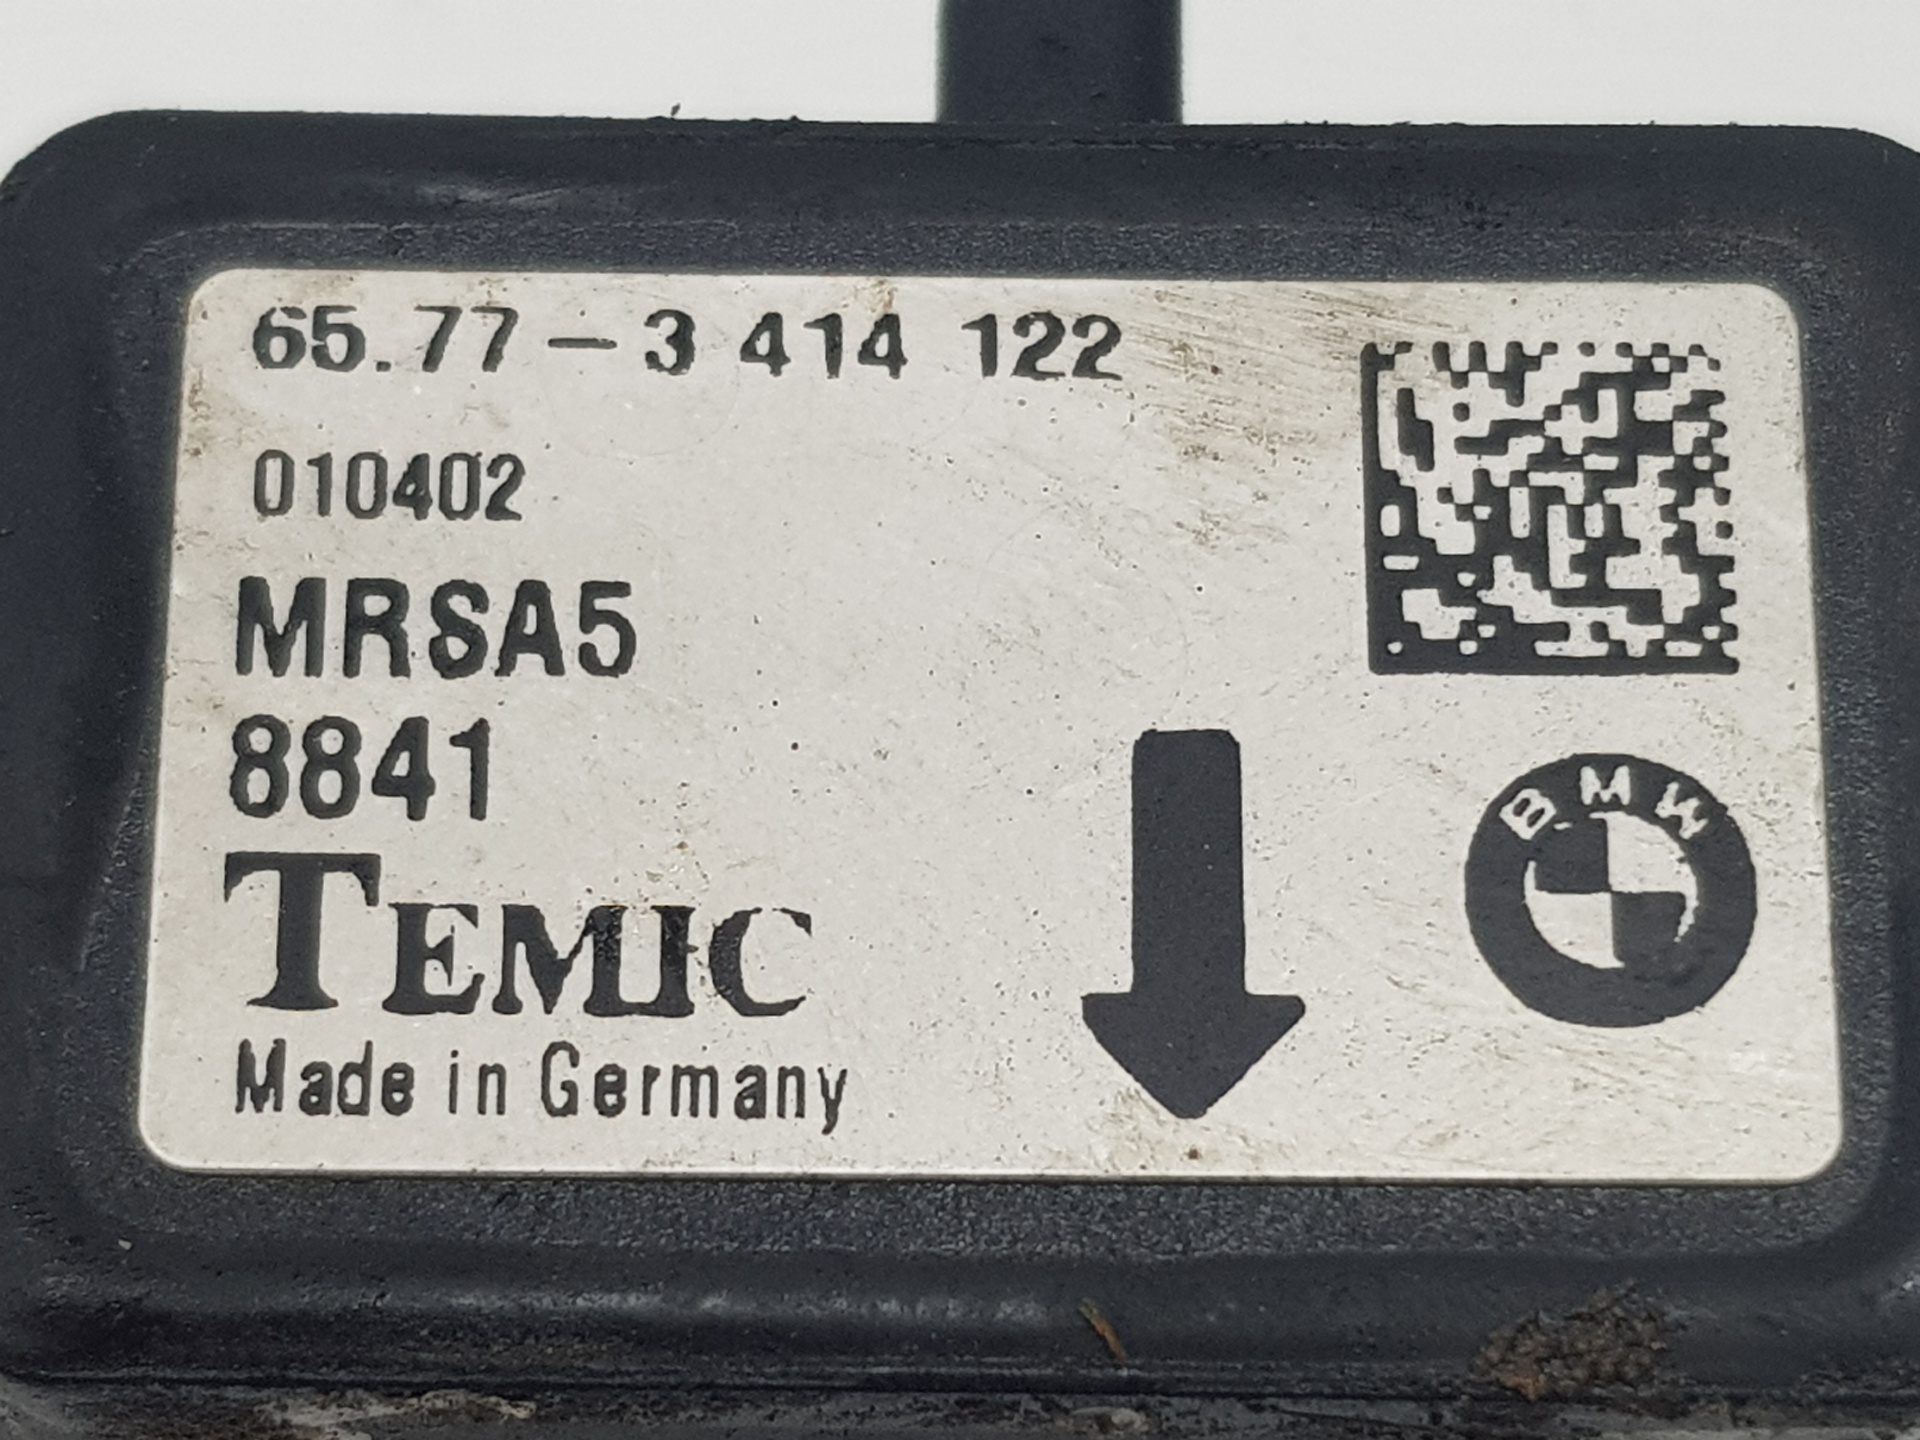 65.77-3 414 122
010402
MRSA5
8841
TEMIC
Made in Germany
BMW